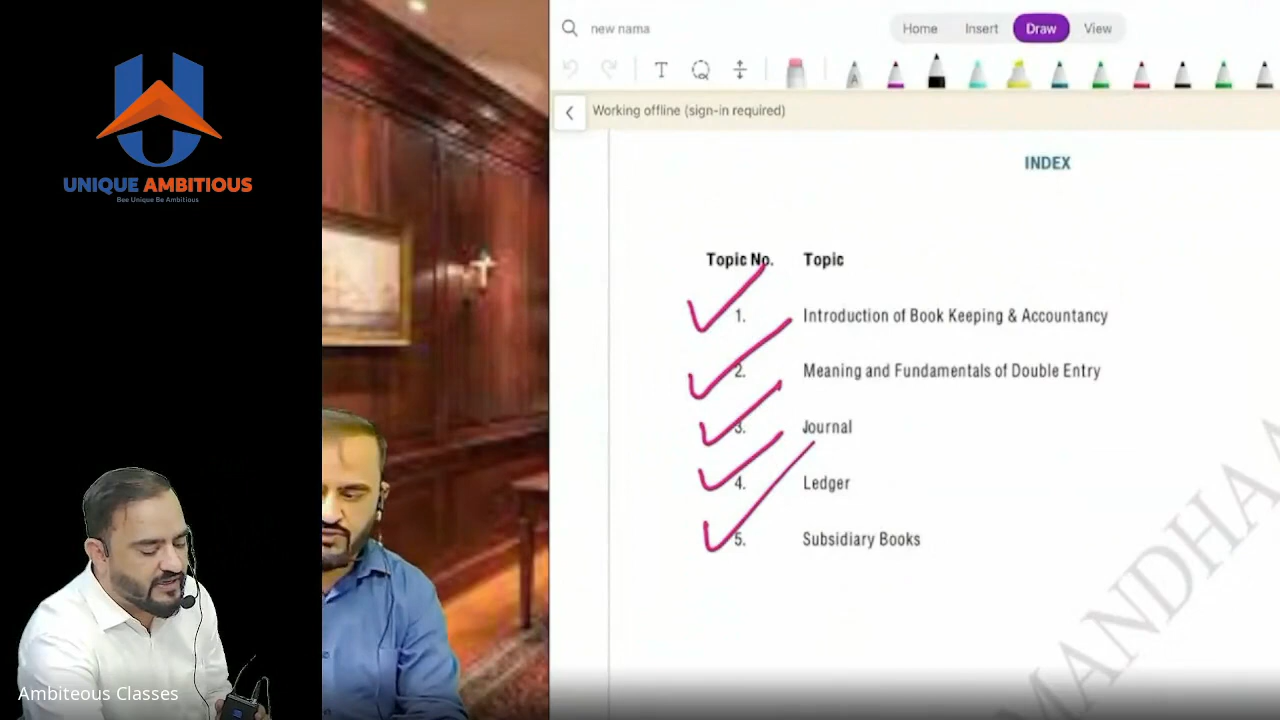 UNIQUE AMBITIOUS
Bee Unique Be Ambitious
Ambiteous Classes
new nama
Home Insert Draw View
T
A
Working offline (sign-in required)
INDEX
Topic No. Topic
1. Introduction of Book Keeping & Accountancy
2. Meaning and Fundamentals of Double Entry
3. Journal
4. Ledger
5. Subsidiary Books
MANDHA